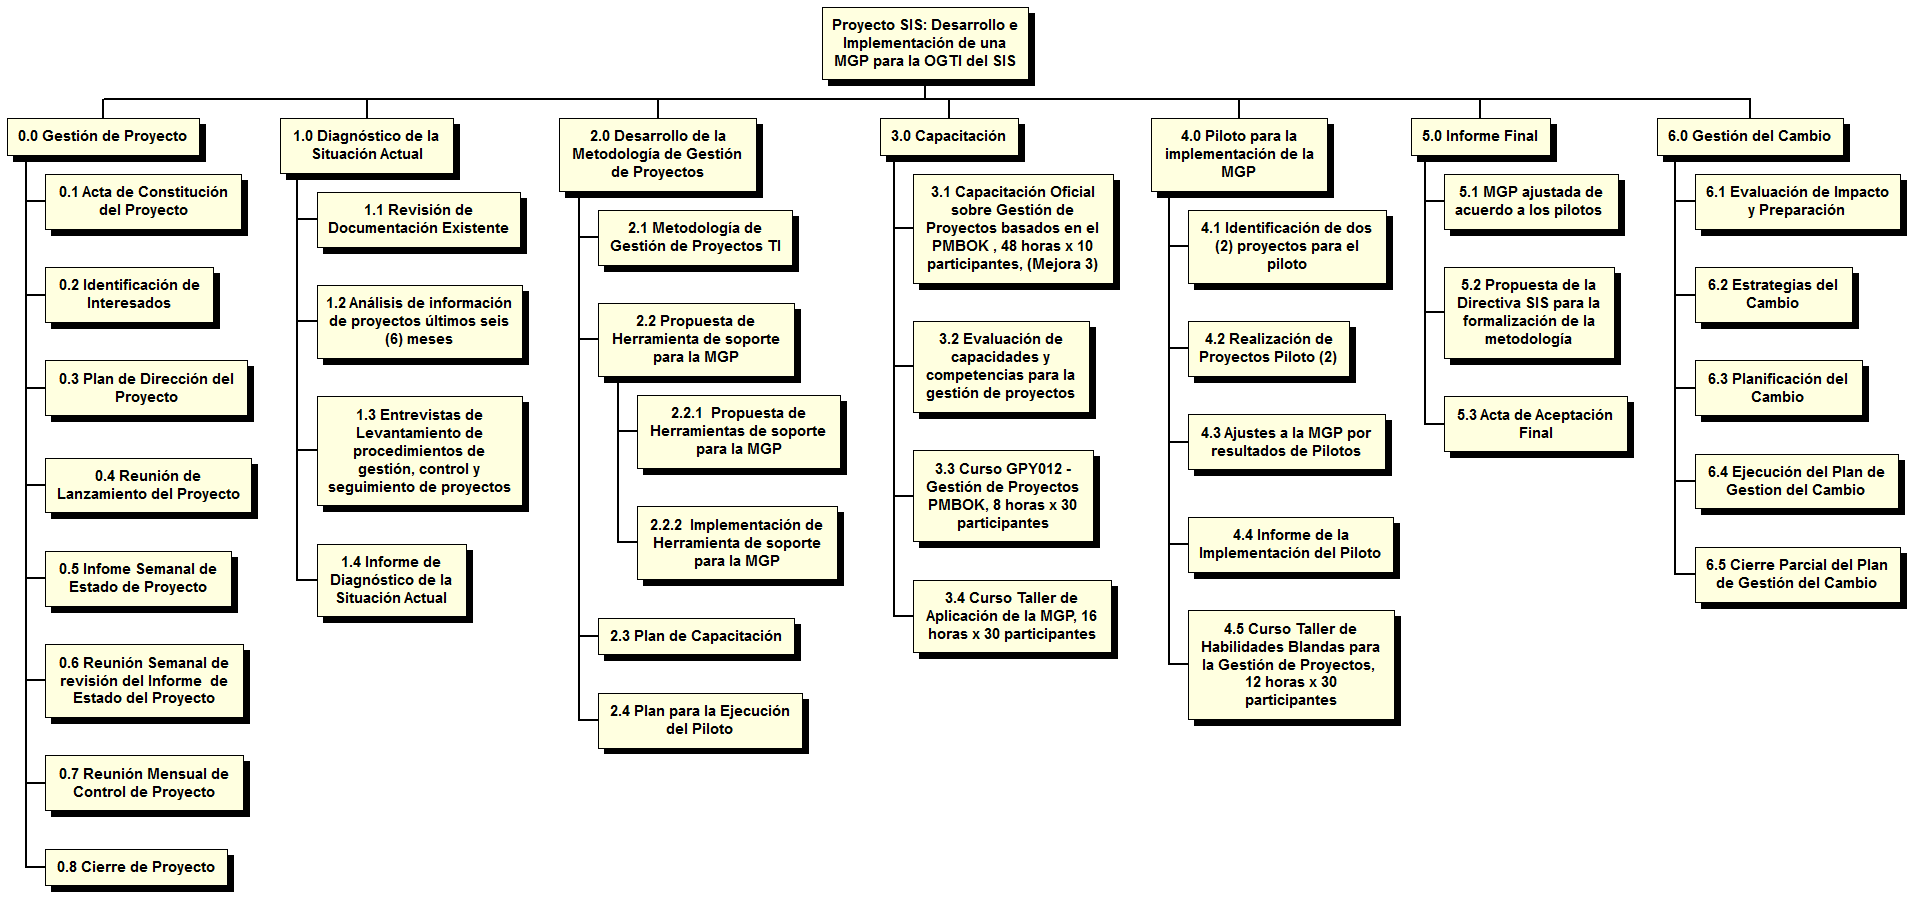 Proyecto SIS: Desarrollo e
Implementación de una
MGP para la OGTI del SIS
0.0 Gestión de Proyecto
0.1 Acta de Constitución
del Proyecto
0.2 Identificación de
Interesados
0.3 Plan de Dirección del
Proyecto
0.4 Reunión de
Lanzamiento del Proyecto
0.5 Infome Semanal de
Estado de Proyecto
0.6 Reunión Semanal de
revisión del Informe  de
Estado del Proyecto
0.7 Reunión Mensual de
Control de Proyecto
0.8 Cierre de Proyecto
1.0 Diagnóstico de la
Situación Actual
1.1 Revisión de
Documentación Existente
1.2 Análisis de información
de proyectos últimos seis
(6) meses
1.3 Entrevistas de
Levantamiento de
procedimientos de
gestión, control y
seguimiento de proyectos
1.4 Informe de
Diagnóstico de la
Situación Actual
2.0 Desarrollo de la
Metodología de Gestión
de Proyectos
2.1 Metodología de
Gestión de Proyectos TI
2.2 Propuesta de
Herramienta de soporte
para la MGP
2.2.1  Propuesta de
Herramientas de soporte
para la MGP
2.2.2  Implementación de
Herramienta de soporte
para la MGP
2.3 Plan de Capacitación
2.4 Plan para la Ejecución
del Piloto
3.0 Capacitación
3.1 Capacitación Oficial
sobre Gestión de
Proyectos basados en el
PMBOK , 48 horas x 10
participantes, (Mejora 3)
3.2 Evaluación de
capacidades y
competencias para la
gestión de proyectos
3.3 Curso GPY012 -
Gestión de Proyectos
PMBOK, 8 horas x 30
participantes
3.4 Curso Taller de
Aplicación de la MGP, 16
horas x 30 participantes
4.0 Piloto para la
implementación de la
MGP
4.1 Identificación de dos
(2) proyectos para el
piloto
4.2 Realización de
Proyectos Piloto (2)
4.3 Ajustes a la MGP por
resultados de Pilotos
4.4 Informe de la
Implementación del Piloto
4.5 Curso Taller de
Habilidades Blandas para
la Gestión de Proyectos,
12 horas x 30
participantes
5.0 Informe Final
5.1 MGP ajustada de
acuerdo a los pilotos
5.2 Propuesta de la
Directiva SIS para la
formalización de la
metodología
5.3 Acta de Aceptación
Final
6.0 Gestión del Cambio
6.1 Evaluación de Impacto
y Preparación
6.2 Estrategias del
Cambio
6.3 Planificación del
Cambio
6.4 Ejecución del Plan de
Gestion del Cambio
6.5 Cierre Parcial del Plan
de Gestión del Cambio